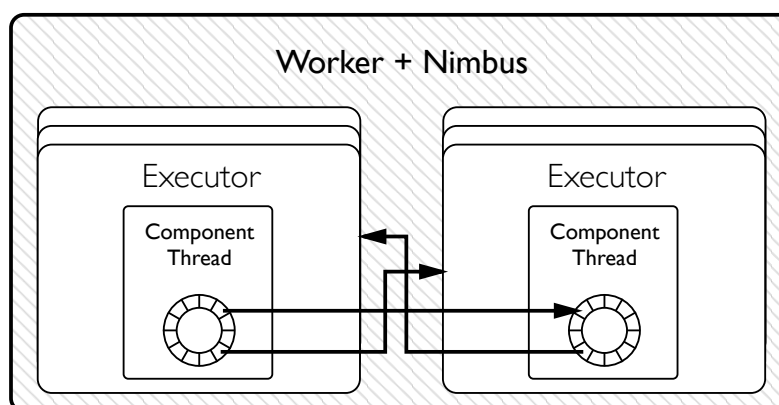 Worker + Nimbus
Executor
Component
Thread
Executor
Component
Thread